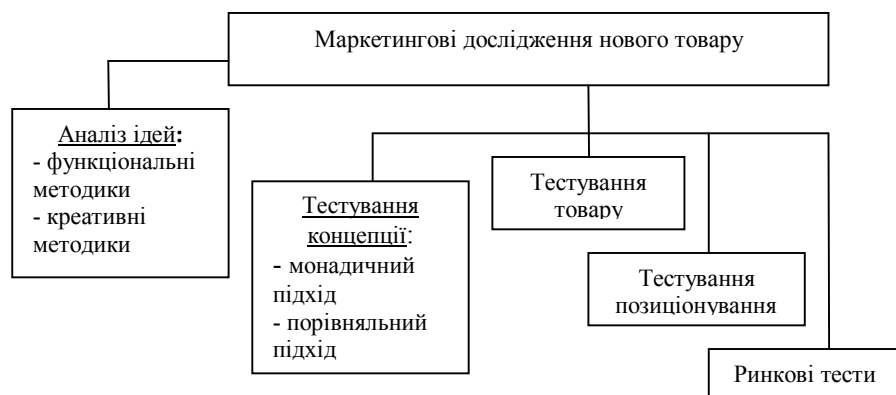 Маркетингові дослідження нового товару
Аналіз ідей:
- функціональні
методики
- креативні
методики
Тестування
концепції:
- монадичний
підхід
- порівняльний
підхід
Тестування
товару
Тестування
позиціонування
Ринкові тести